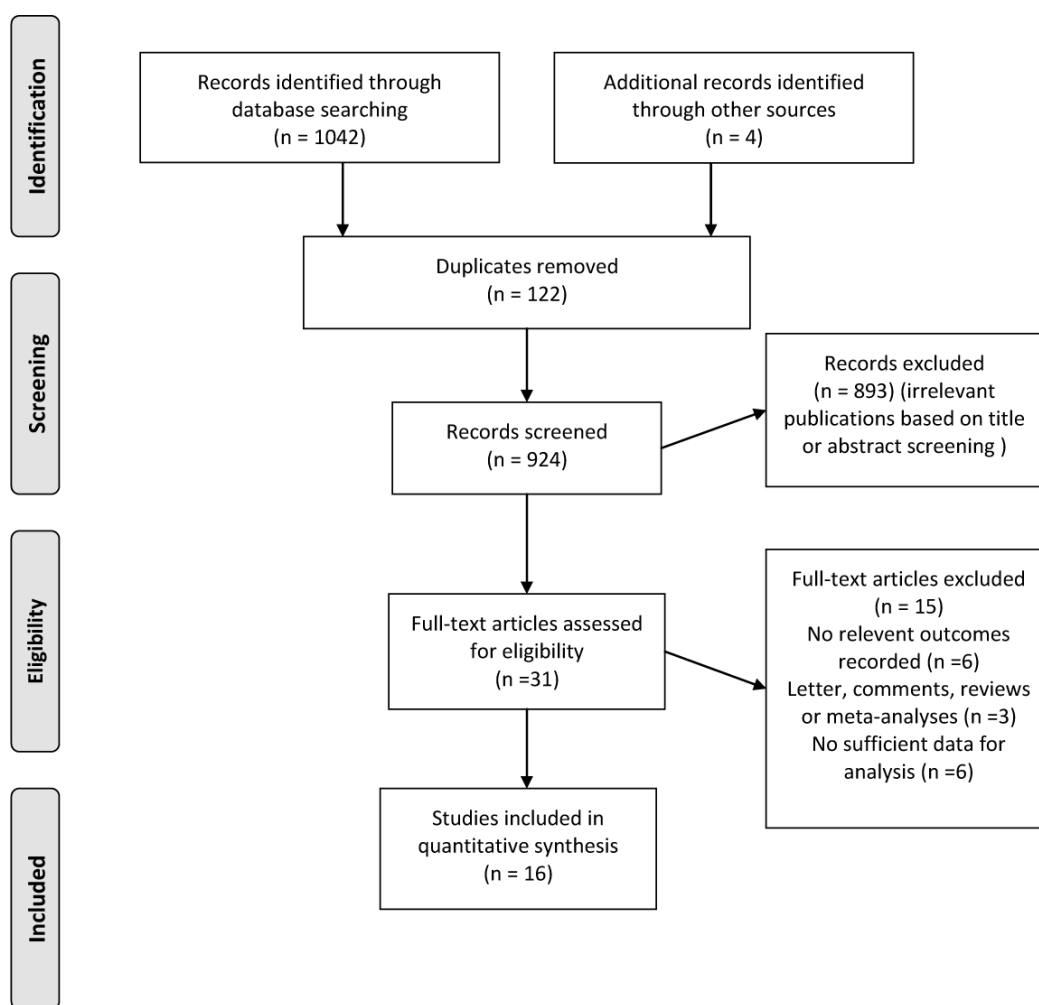 Identification
Records identified through
database searching
(n = 1042)
Additional records identified
through other sources
(n = 4)
Duplicates removed
(n = 122)
Screening
Records screened
(n = 924)
Records excluded
(n = 893) (irrelevant
publications based on title
or abstract screening )
Eligibility
Full-text articles assessed
for eligibility
(n =31)
Full-text articles excluded
(n = 15)
No relevent outcomes
recorded (n =6)
Letter, comments, reviews
or meta-analyses (n =3)
No sufficient data for
analysis (n =6)
Included
Studies included in
quantitative synthesis
(n = 16)